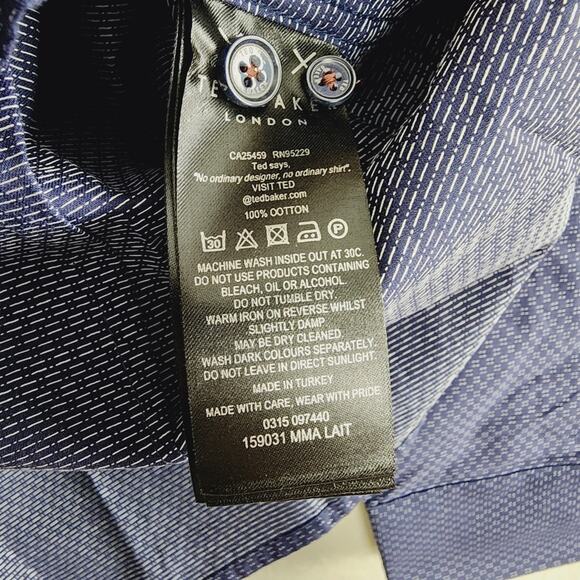 TE BAKE
LONDON
CA25459 RN95229
Ted says,
"No ordinary designer, no ordinary shirt".
VISIT TED
@tedbaker.com
100% COTTON
30 P
MACHINE WASH INSIDE OUT AT 30C.
DO NOT USE PRODUCTS CONTAINING
BLEACH, OIL OR ALCOHOL.
DO NOT TUMBLE DRY.
WARM IRON ON REVERSE WHILST
SLIGHTLY DAMP.
MAY BE DRY CLEANED.
WASH DARK COLOURS SEPARATELY.
DO NOT LEAVE IN DIRECT SUNLIGHT.
MADE IN TURKEY
MADE WITH CARE, WEAR WITH PRIDE
0315 097440
159031 MMA LAIT